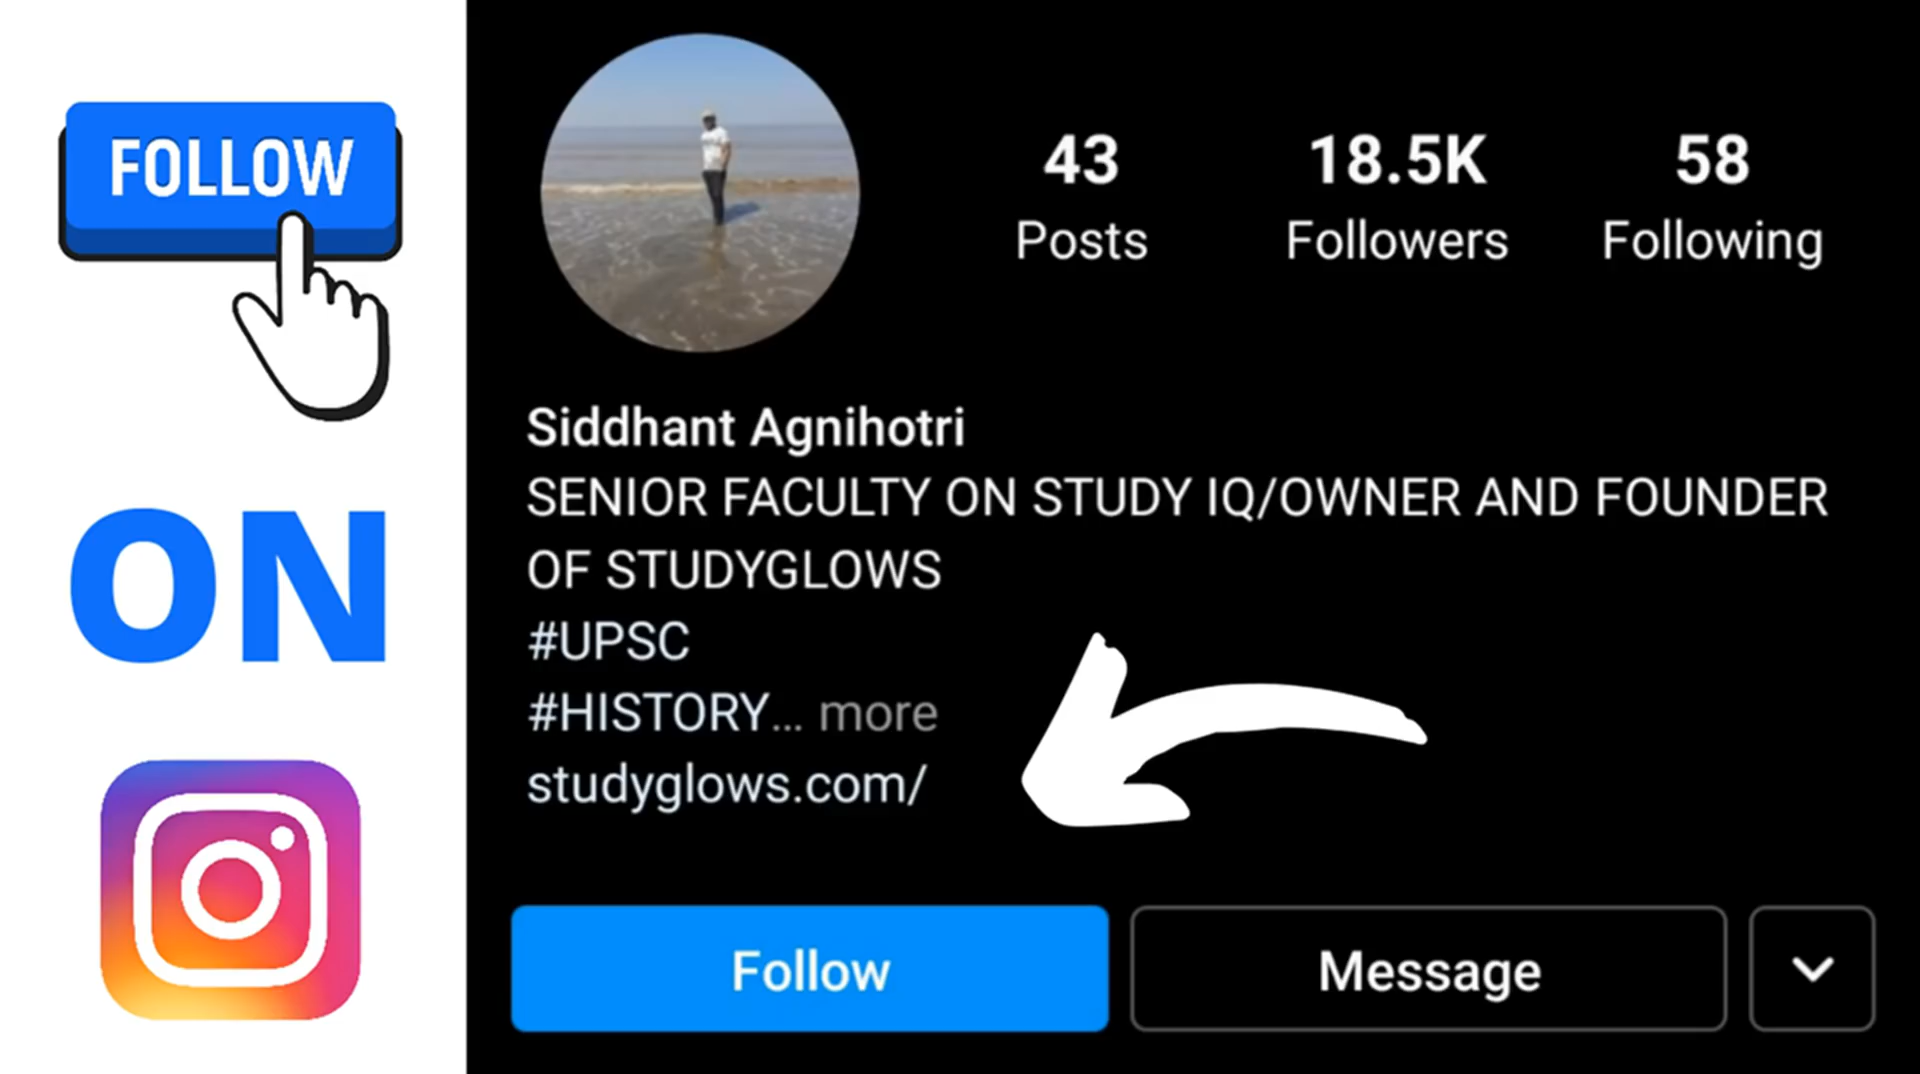 FOLLOW
ON
43
Posts
18.5K
Followers
58
Following
Siddhant Agnihotri
SENIOR FACULTY ON STUDY IQ/OWNER AND FOUNDER
OF STUDYGLOWS
#UPSC
#HISTORY... more
studyglows.com/
Follow
Message